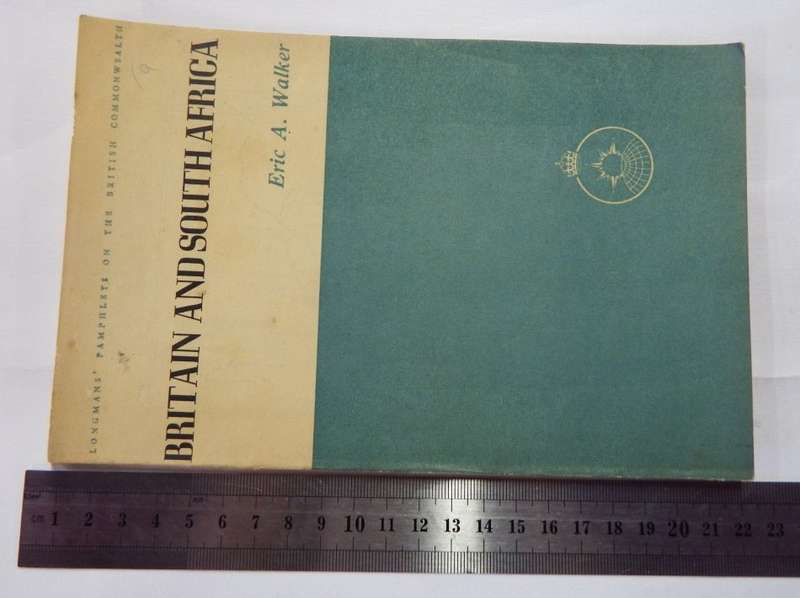 LONGMANS' PAMPHLETS ON THE BRITISH COMMONWEALTH
BRITAIN AND SOUTH AFRICA
Eric A. Walker
cm 1 2 3 4 5 6 7 8 9 10 11 12 13 14 15 16 17 18 19 20 21 22 23